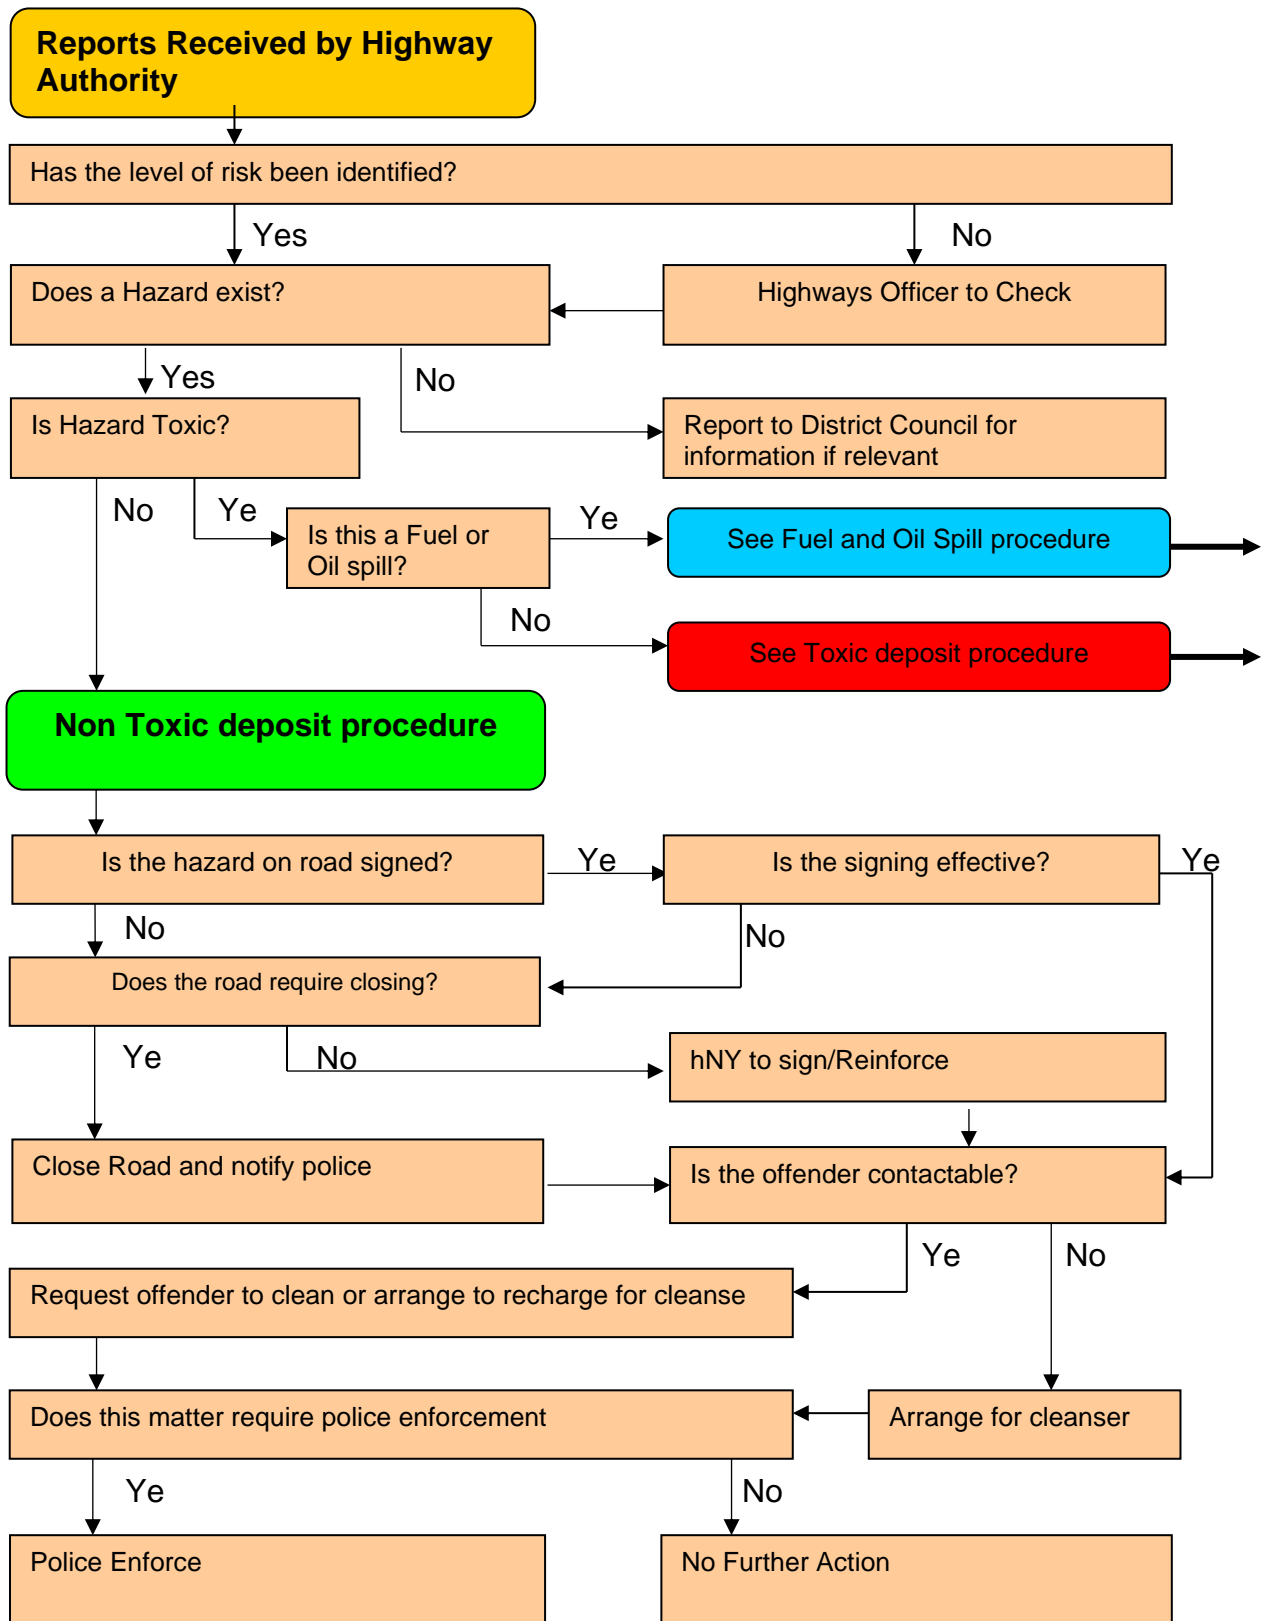 Reports Received by Highway
Authority
Has the level of risk been identified?
Yes
No
Does a Hazard exist?
Highways Officer to Check
Yes
No
Is Hazard Toxic?
Report to District Council for
information if relevant
No
Ye
Is this a Fuel or
Oil spill?
Ye
See Fuel and Oil Spill procedure
No
See Toxic deposit procedure
Non Toxic deposit procedure
Is the hazard on road signed?
Ye
Is the signing effective?
Ye
No
No
Does the road require closing?
Ye
No
hNY to sign/Reinforce
Close Road and notify police
Is the offender contactable?
Ye
No
Request offender to clean or arrange to recharge for cleanse
Does this matter require police enforcement
Arrange for cleanser
Ye
No
Police Enforce
No Further Action